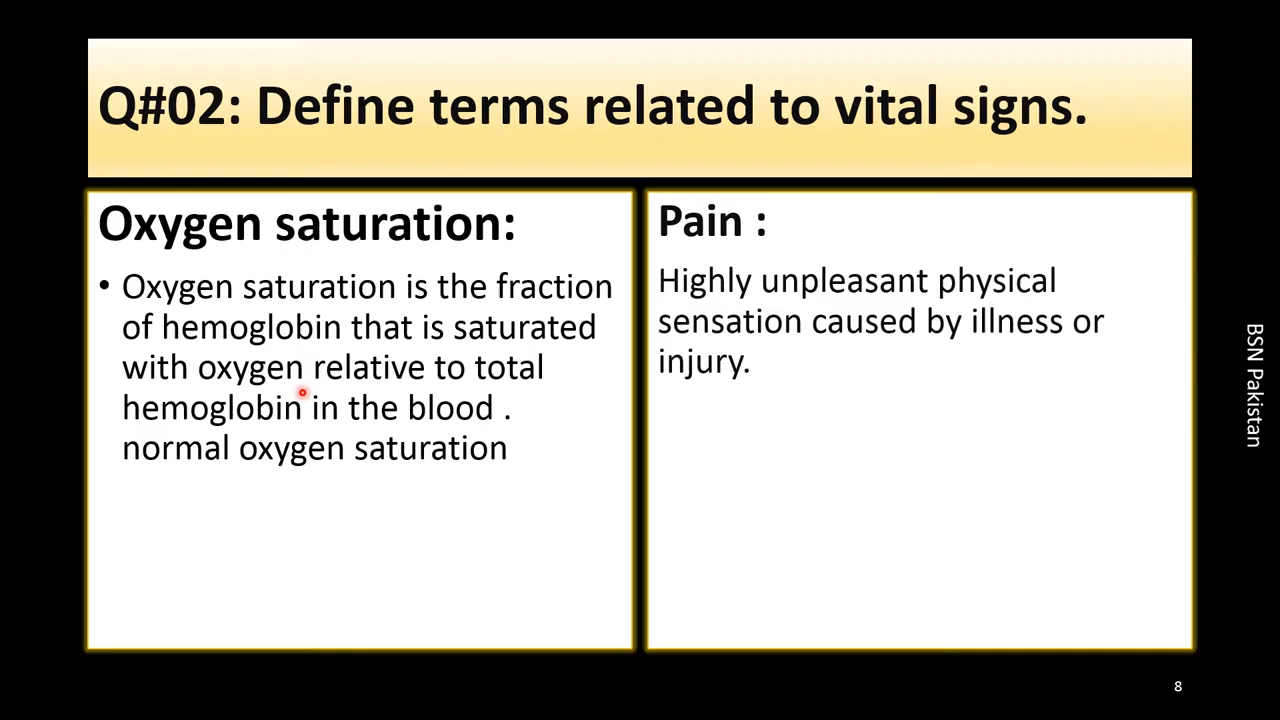 Q#02: Define terms related to vital signs.
Oxygen saturation:
• Oxygen saturation is the fraction
of hemoglobin that is saturated
with oxygen relative to total
hemoglobin in the blood .
normal oxygen saturation
Pain :
Highly unpleasant physical
sensation caused by illness or
injury.
BSN Pakistan
8